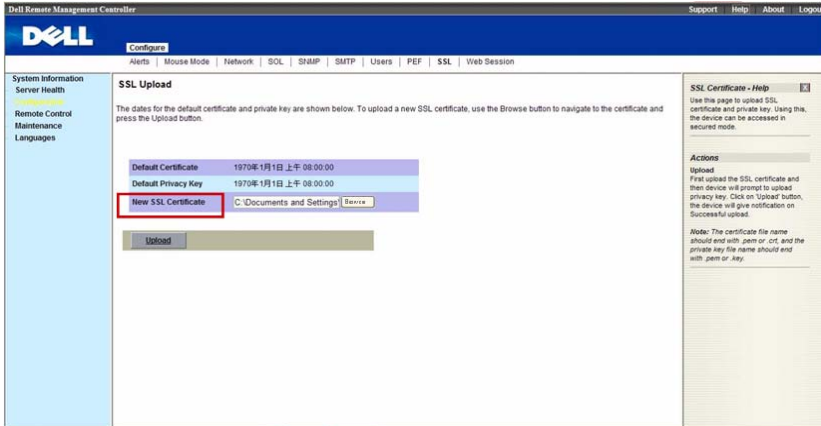 Dell Remote Management Controller
Support Help About Logou
DELL
Configure
Alerts | Mouse Mode | Network | SOL | SNMP | SMTP | Users | PEF | SSL | Web Session
System Information
Server Health
Remote Control
Maintenance
Languages
SSL Upload
The dates for the default certificate and private key are shown below. To upload a new SSL certificate, use the Browse button to navigate to the certificate and
press the Upload button.
Default Certificate 1970年1月1日 上午 08:00:00
Default Privacy Key 1970年1月1日 上午 08:00:00
New SSL Certificate C:\Documents and Settings\ Browse
Upload
SSL Certificate - Help X
Use this page to upload SSL
certificate and private key. Using this,
the device can be accessed in
secured mode.
Actions
Upload
First upload the SSL certificate and
then device will prompt to upload
privacy key. Click on 'Upload' button,
the device will give notification on
Successful upload.
Note: The certificate file name
should end with .pem or .crt, and the
private key file name should end
with .pem or .key.